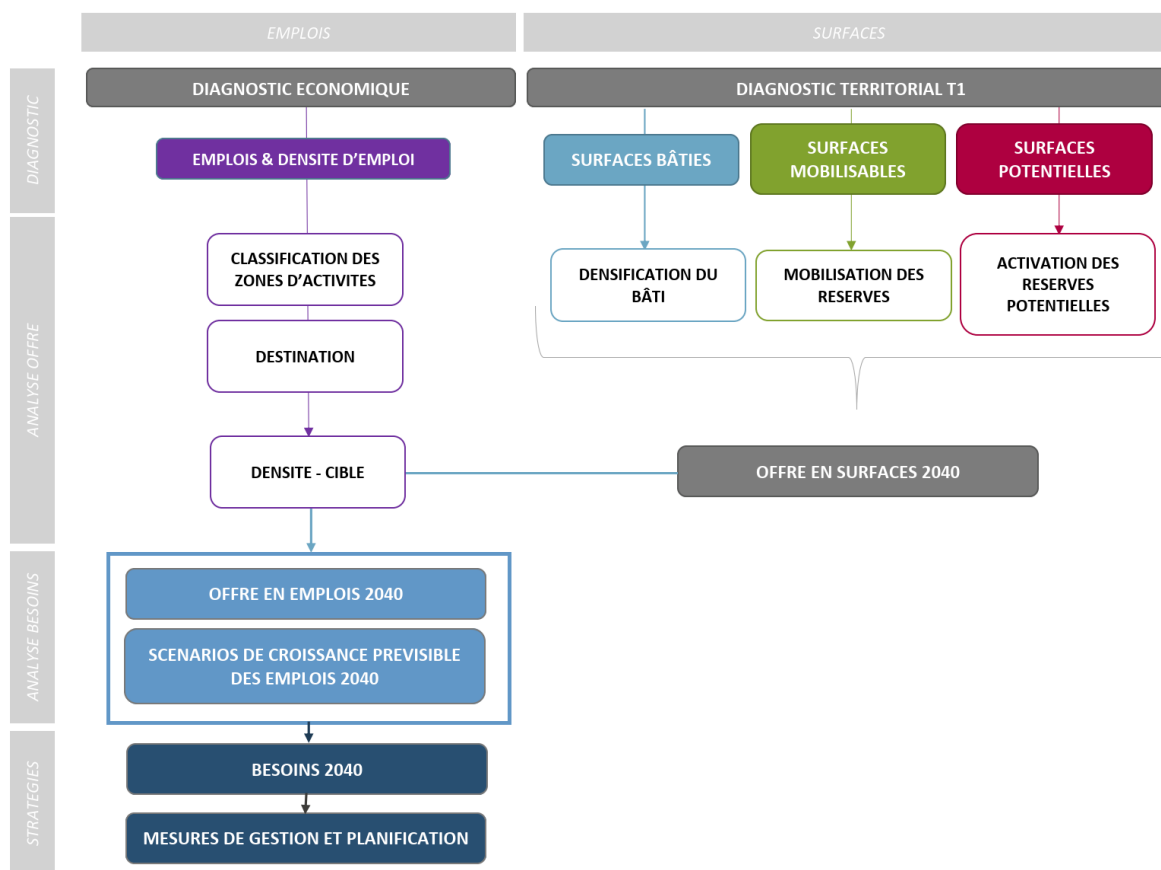 EMPLOIS
SURFACES
DIAGNOSTIC
DIAGNOSTIC ECONOMIQUE
DIAGNOSTIC TERRITORIAL T1
EMPLOIS & DENSITE D'EMPLOI
SURFACES BÂTIES
SURFACES
MOBILISABLES
SURFACES
POTENTIELLES
ANALYSE OFFRE
CLASSIFICATION DES
ZONES D'ACTIVITES
DESTINATION
DENSIFICATION DU
BÂTI
MOBILISATION DES
RESERVES
ACTIVATION DES
RESERVES
POTENTIELLES
DENSITE - CIBLE
OFFRE EN SURFACES 2040
ANALYSE BESOINS
OFFRE EN EMPLOIS 2040
SCENARIOS DE CROISSANCE PREVISIBLE
DES EMPLOIS 2040
STRATEGIES
BESOINS 2040
MESURES DE GESTION ET PLANIFICATION